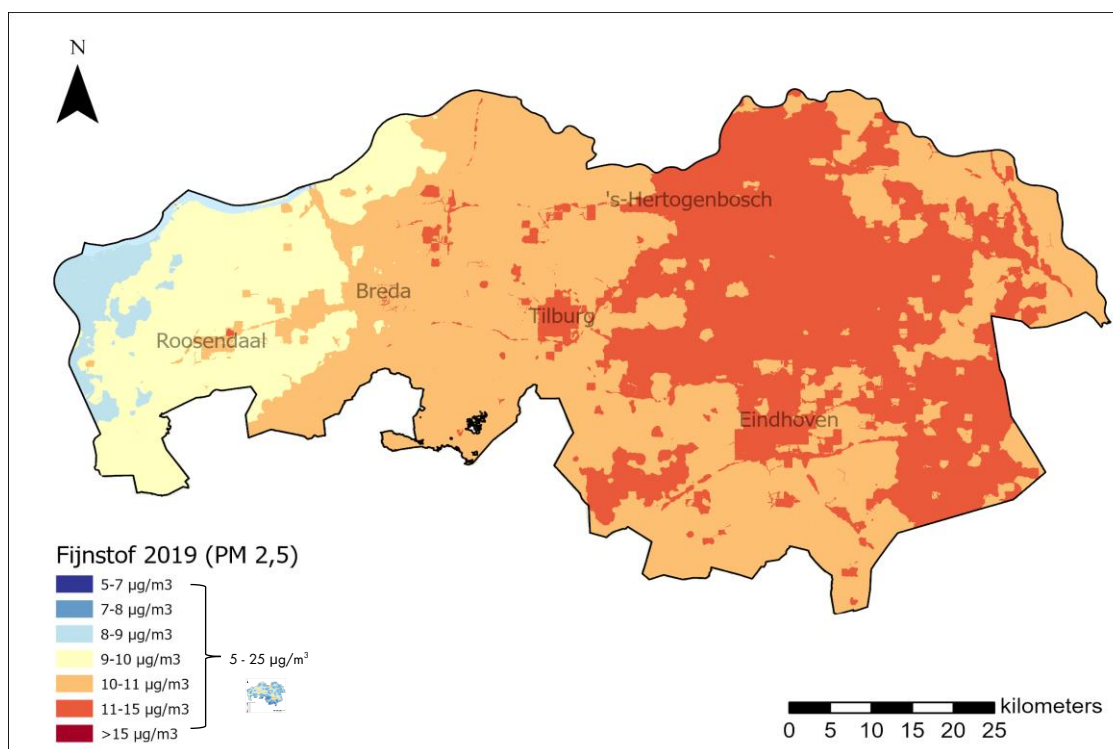 N
's-Hertogenbosch
Breda
Tilburg
Roosendaal
Eindhoven
Fijnstof 2019 (PM 2,5)
5-7 µg/m3
7-8 µg/m3
8-9 µg/m3
9-10 µg/m3
5 - 25 µg/m³
10-11 µg/m3
11-15 µg/m3
>15 µg/m3
kilometers
0 5 10 15 20 25